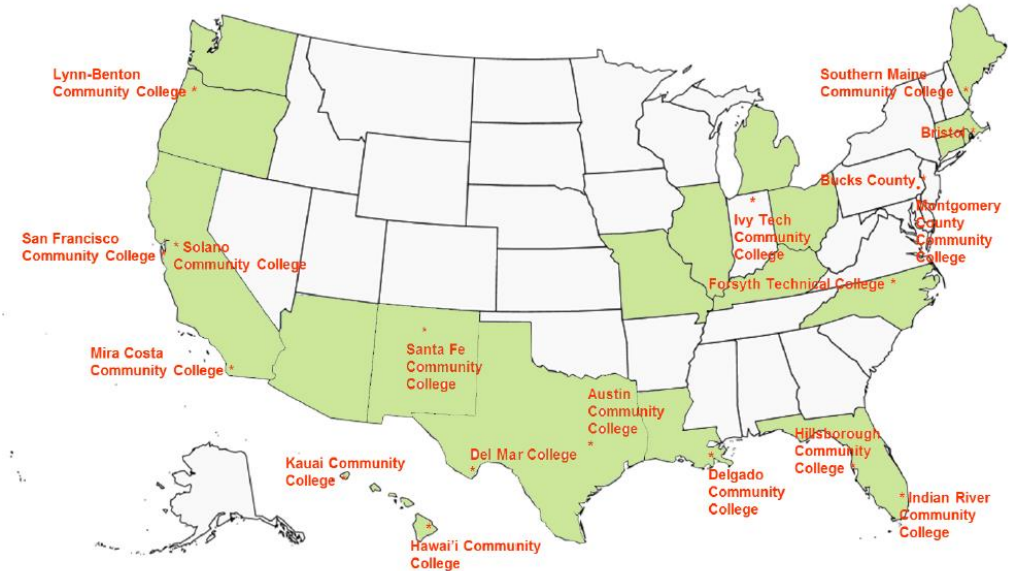 Lynn-Benton
Community College *
Southern Maine
Community College *
Bristol *
Bucks County *
Montgomery
County
Community
College
*
Ivy Tech
Community
College
San Francisco
Community College *
* Solano
Community College
Forsyth Technical College *
*
Santa Fe
Community
College
Mira Costa
Community College *
Austin
Community
College
*
Hillsborough
Community
College *
Kauai Community
College *
Del Mar College
*
*
Delgado
Community
College
* Indian River
Community
College
*
Hawai'i Community
College